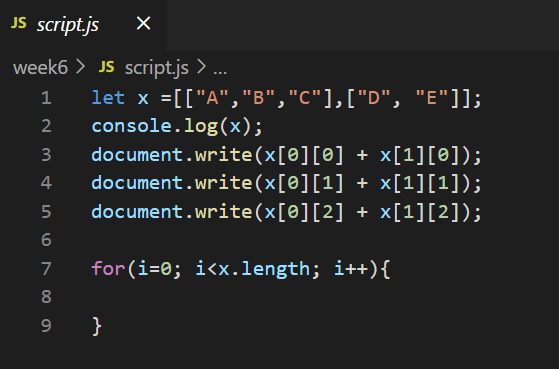 JS script.js ×
week6 > JS script.js > ...
1 let x =[["A","B","C"],["D", "E"]];
2 console.log(x);
3 document.write(x[0][0] + x[1][0]);
4 document.write(x[0][1] + x[1][1]);
5 document.write(x[0][2] + x[1][2]);
6
7 for(i=0; i<x.length; i++){
8
9 }